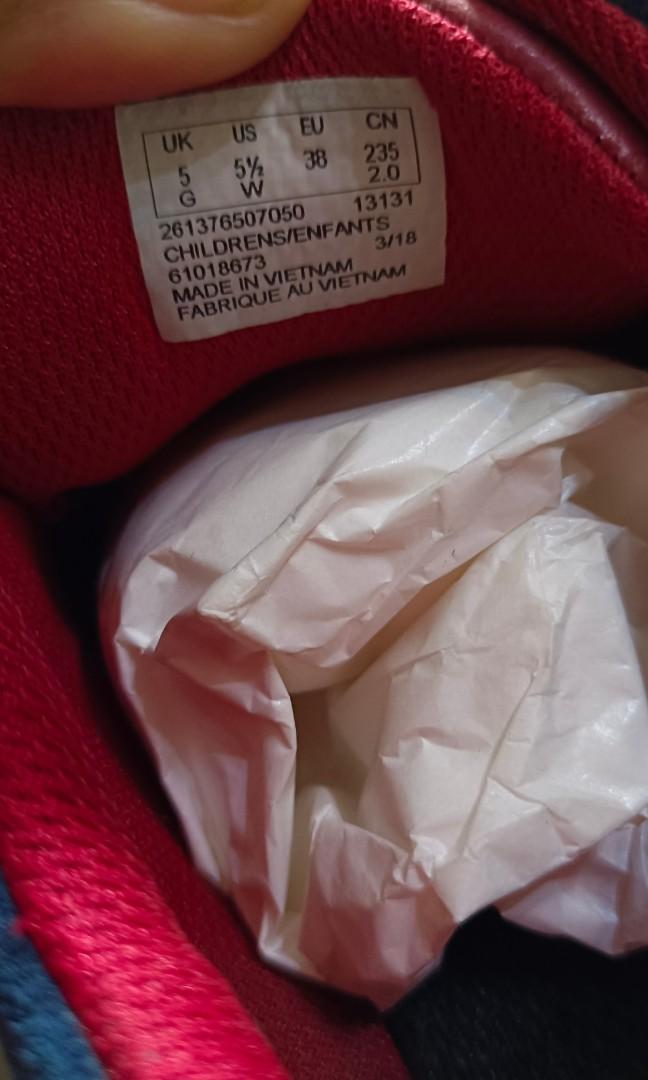 UK US EU CN
5 5½ 38 235
G W 2.0
261376507050 13131
CHILDRENS/ENFANTS
61018673 3/18
MADE IN VIETNAM
FABRIQUE AU VIETNAM